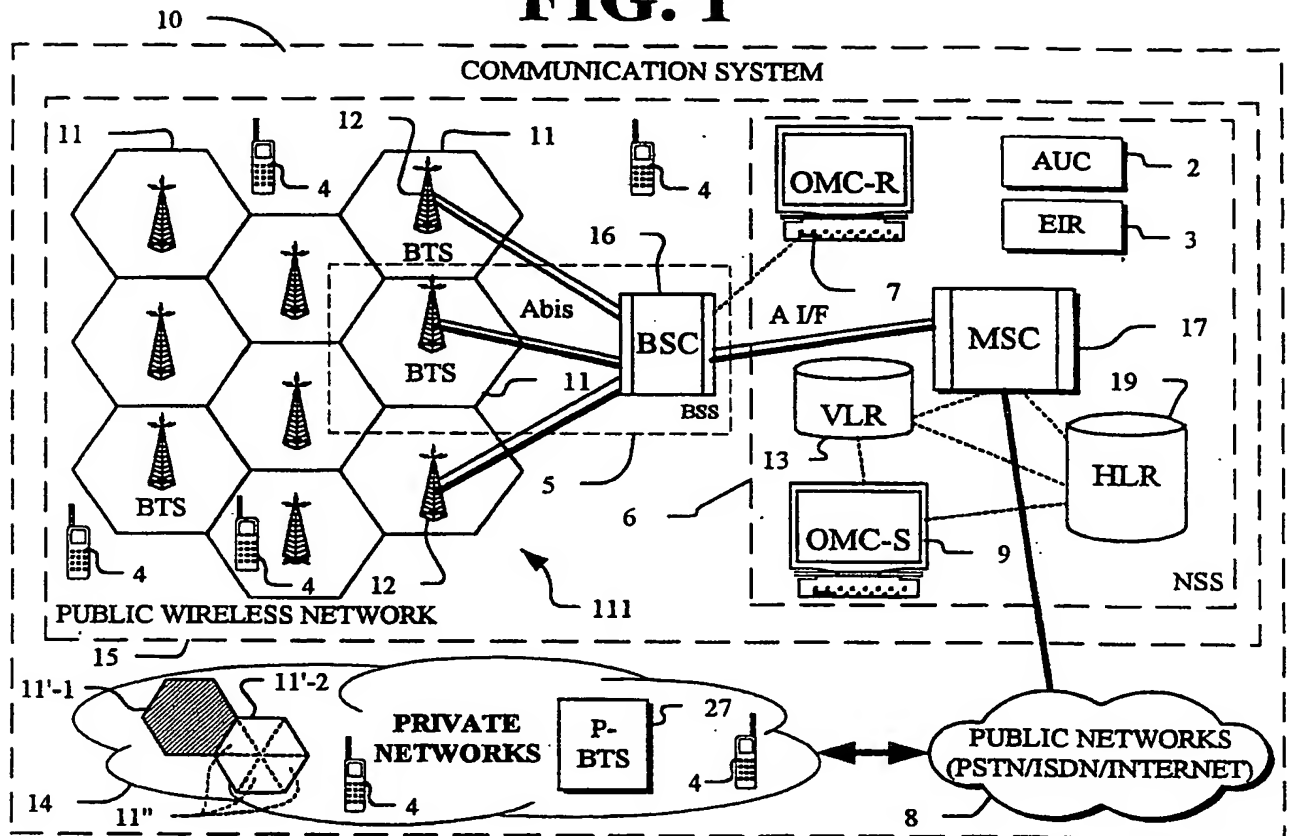 FIG. 1
10
COMMUNICATION SYSTEM
11
12
11
4
4
OMC-R
AUC
2
EIR
3
BTS
16
7
Abis
BSC
A I/F
MSC
17
BTS
11
BSS
VLR
19
13
HLR
BTS
5
6
OMC-S
9
4
4
12
NSS
PUBLIC WIRELESS NETWORK
111
15
11'-1
11'-2
PRIVATE
NETWORKS
P-
BTS
27
PUBLIC NETWORKS
(PSTN/ISDN/INTERNET)
14
11"
4
4
8